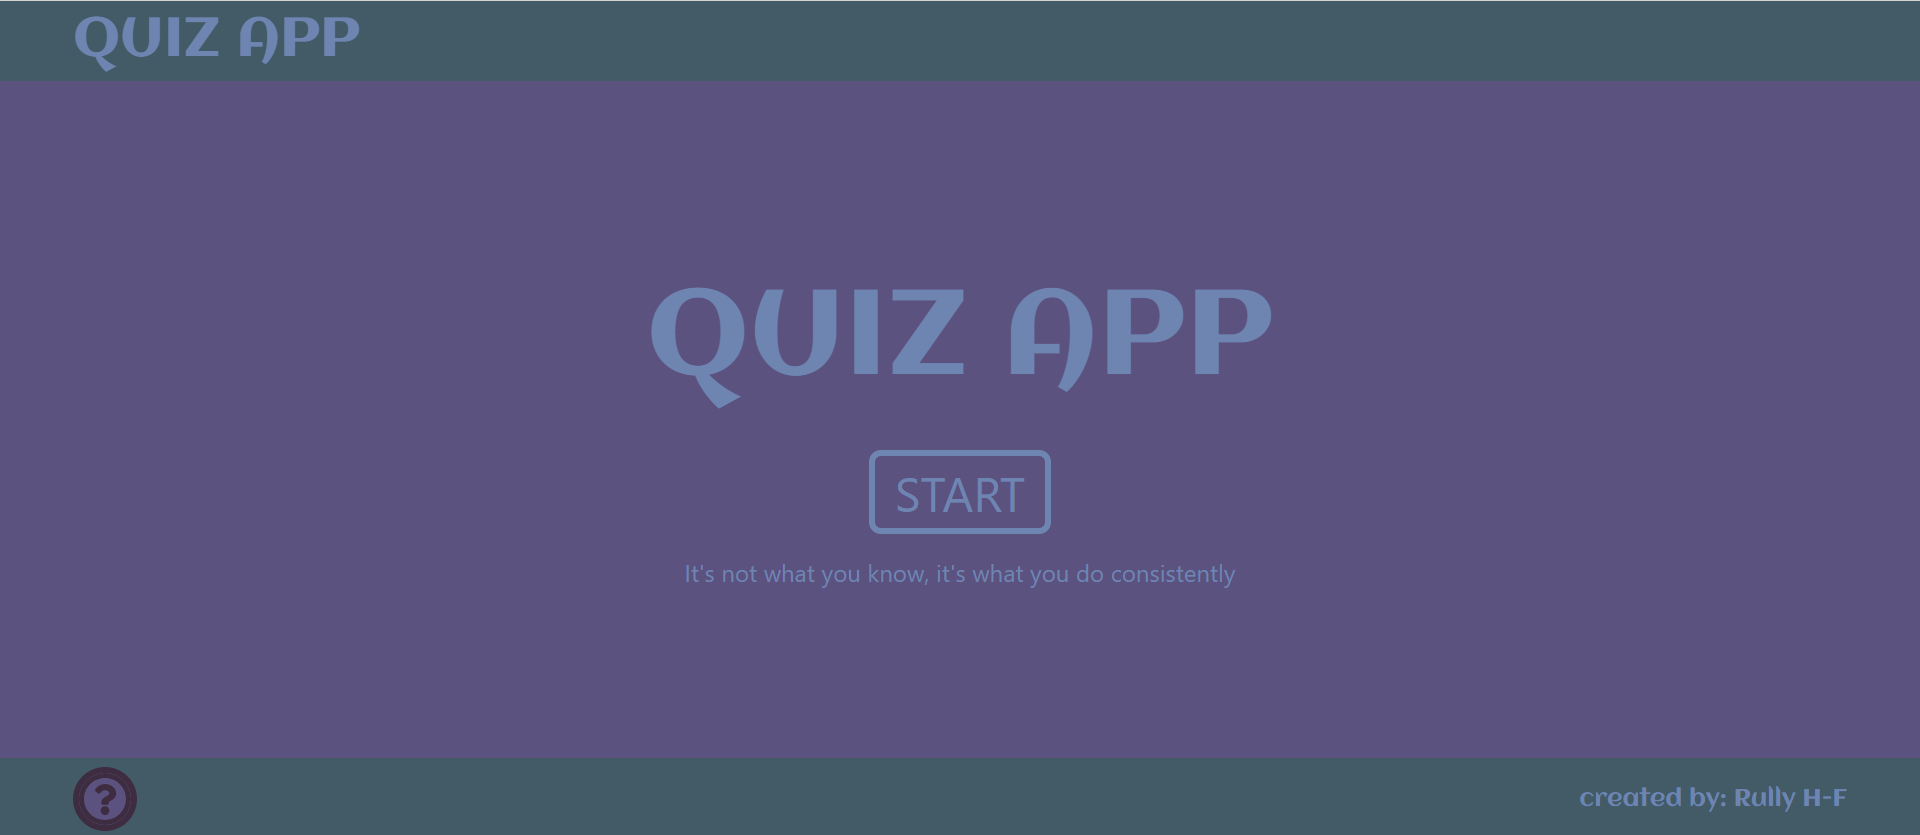 QUIZ APP
QUIZ APP
START
It's not what you know, it's what you do consistently
?
created by: Rully H-F